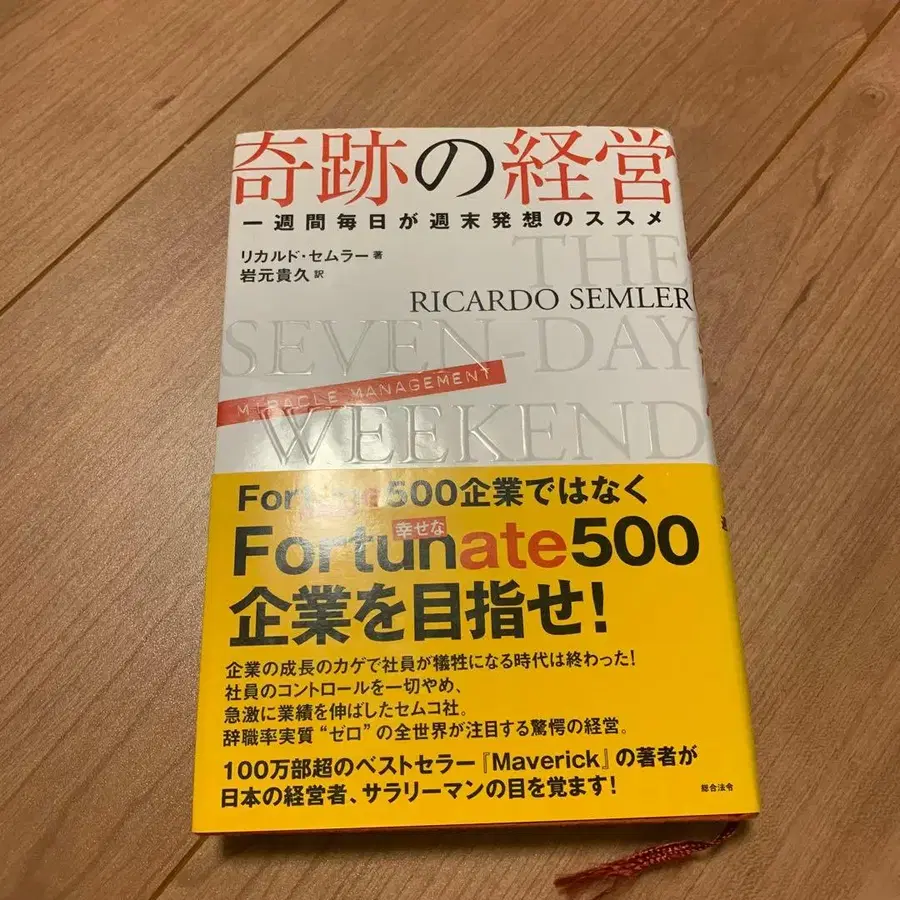 奇跡の経営
一週間毎日が週末発想のススメ
リカルド・セムラー 著
岩元貴久 訳
THE
RICARDO SEMLER
SEVEN-DAY
MIRACLE MANAGEMENT
WEEKEND
Fortune500企業ではなく
幸せな
Fortunate500
企業を目指せ!
企業の成長のカゲで社員が犠牲になる時代は終わった!
社員のコントロールを一切やめ、
急激に業績を伸ばしたセムコ社。
辞職率実質“ゼロ”の全世界が注目する驚愕の経営。
100万部超のベストセラー『Maverick』の著者が
日本の経営者、サラリーマンの目を覚ます!
総合法令